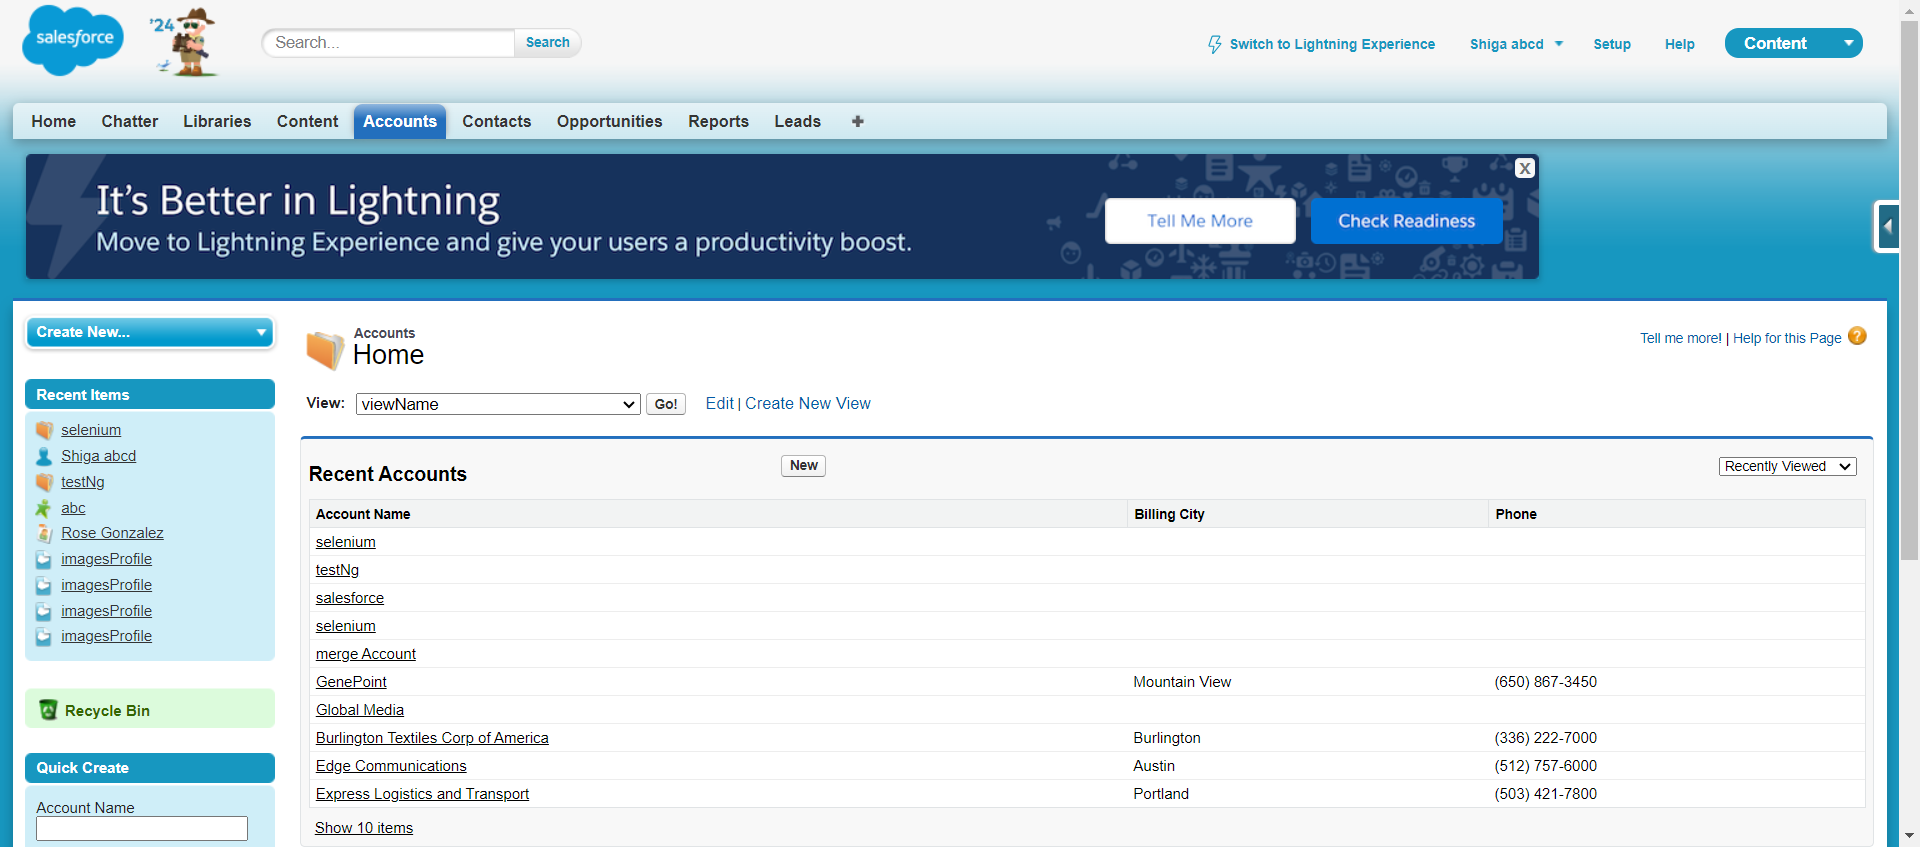 salesforce
'24
Search...
Search
Switch to Lightning Experience
Shiga abcd
Setup
Help
Content
Home
Chatter
Libraries
Content
Accounts
Contacts
Opportunities
Reports
Leads
+
It's Better in Lightning
Move to Lightning Experience and give your users a productivity boost.
Tell Me More
Check Readiness
X
Create New...
Recent Items
selenium
Shiga abcd
testNg
abc
Rose Gonzalez
imagesProfile
imagesProfile
imagesProfile
imagesProfile
Recycle Bin
Quick Create
Account Name
Accounts
Home
Tell me more! | Help for this Page ?
View: viewName Go! Edit | Create New View
Recent Accounts
New
Recently Viewed
Account Name Billing City Phone
selenium
testNg
salesforce
selenium
merge Account
GenePoint Mountain View (650) 867-3450
Global Media
Burlington Textiles Corp of America Burlington (336) 222-7000
Edge Communications Austin (512) 757-6000
Express Logistics and Transport Portland (503) 421-7800
Show 10 items